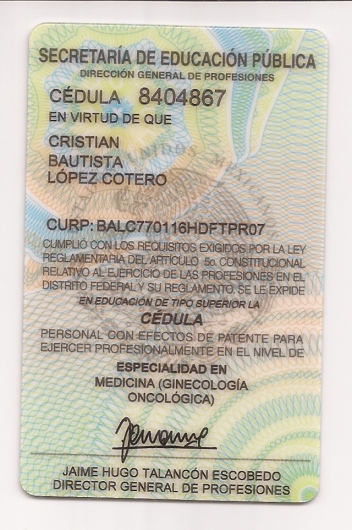 SECRETARÍA DE EDUCACIÓN PÚBLICA
DIRECCIÓN GENERAL DE PROFESIONES
CÉDULA 8404867
EN VIRTUD DE QUE
CRISTIAN
BAUTISTA
LÓPEZ COTERO
CURP: BALC770116HDFTPR07
CUMPLIÓ CON LOS REQUISITOS EXIGIDOS POR LA LEY
REGLAMENTARIA DEL ARTÍCULO 5o. CONSTITUCIONAL
RELATIVO AL EJERCICIO DE LAS PROFESIONES EN EL
DISTRITO FEDERAL Y SU REGLAMENTO, SE LE EXPIDE
EN EDUCACIÓN DE TIPO SUPERIOR LA
CÉDULA
PERSONAL CON EFECTOS DE PATENTE PARA
EJERCER PROFESIONALMENTE EN EL NIVEL DE
ESPECIALIDAD EN
MEDICINA (GINECOLOGÍA
ONCOLÓGICA)
JAIME HUGO TALANCÓN ESCOBEDO
DIRECTOR GENERAL DE PROFESIONES